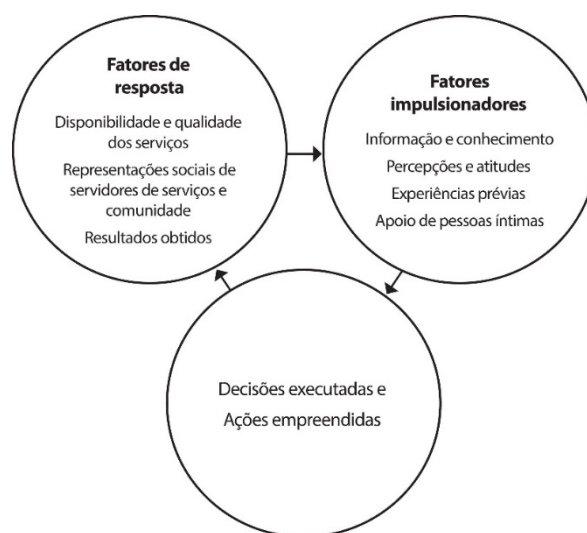 Fatores de
resposta
Disponibilidade e qualidade
dos serviços
Representações sociais de
servidores de serviços e
comunidade
Resultados obtidos
Fatores
impulsionadores
Informação e conhecimento
Percepções e atitudes
Experiências prévias
Apoio de pessoas íntimas
Decisões executadas e
Ações empreendidas